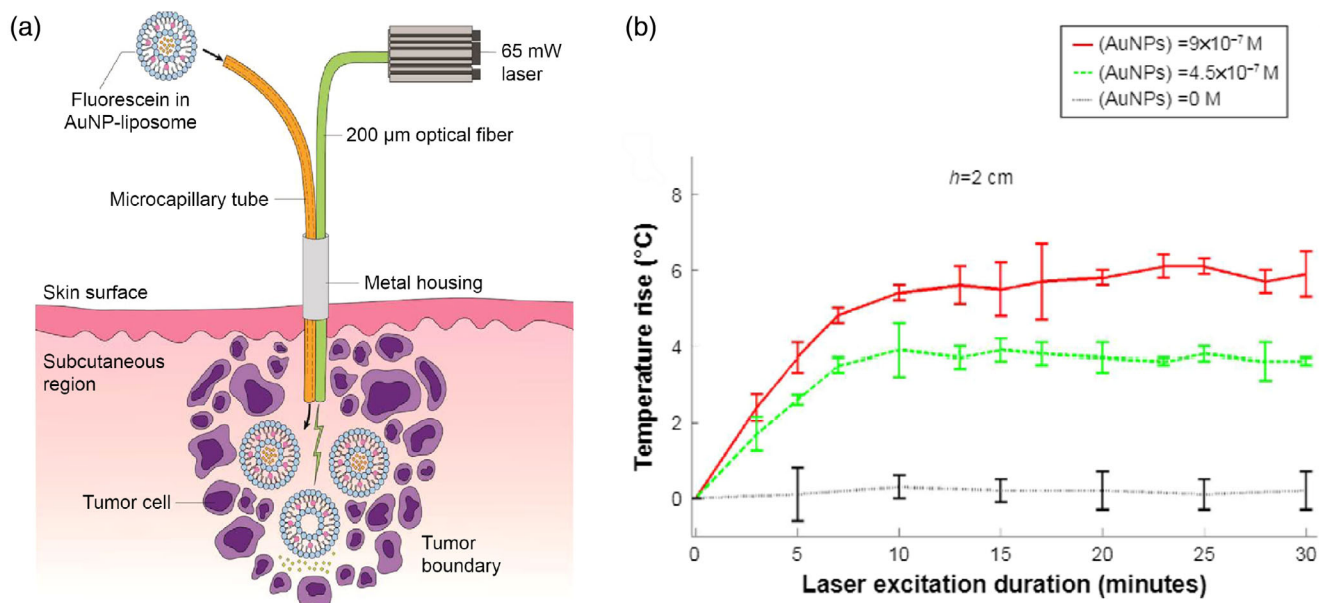 (a)
Fluorescein in
AuNP-liposome
65 mW
laser
200 μm optical fiber
Microcapillary tube
Metal housing
Skin surface
Subcutaneous
region
Tumor cell
Tumor
boundary
(b)
(AuNPs) =9×10⁻⁷ M
(AuNPs) =4.5×10⁻⁷ M
(AuNPs) =0 M
h=2 cm
Temperature rise (°C)
8
6
4
2
0
0 5 10 15 20 25 30
Laser excitation duration (minutes)